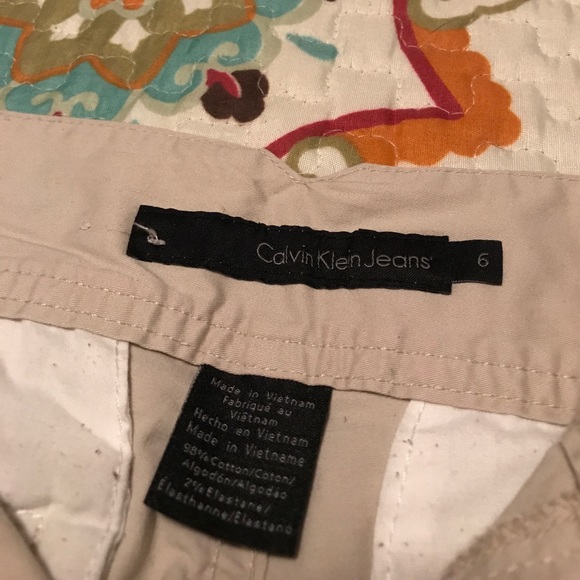 Calvin Klein Jeans 6
Made in Vietnam
Fabriqué au
Viêtnam
Hecho en Vietnam
Made in Vietname
98% Cotton/Coton/
Algodón/Algodao
2% Elastane/
Elasthanne/Elastano